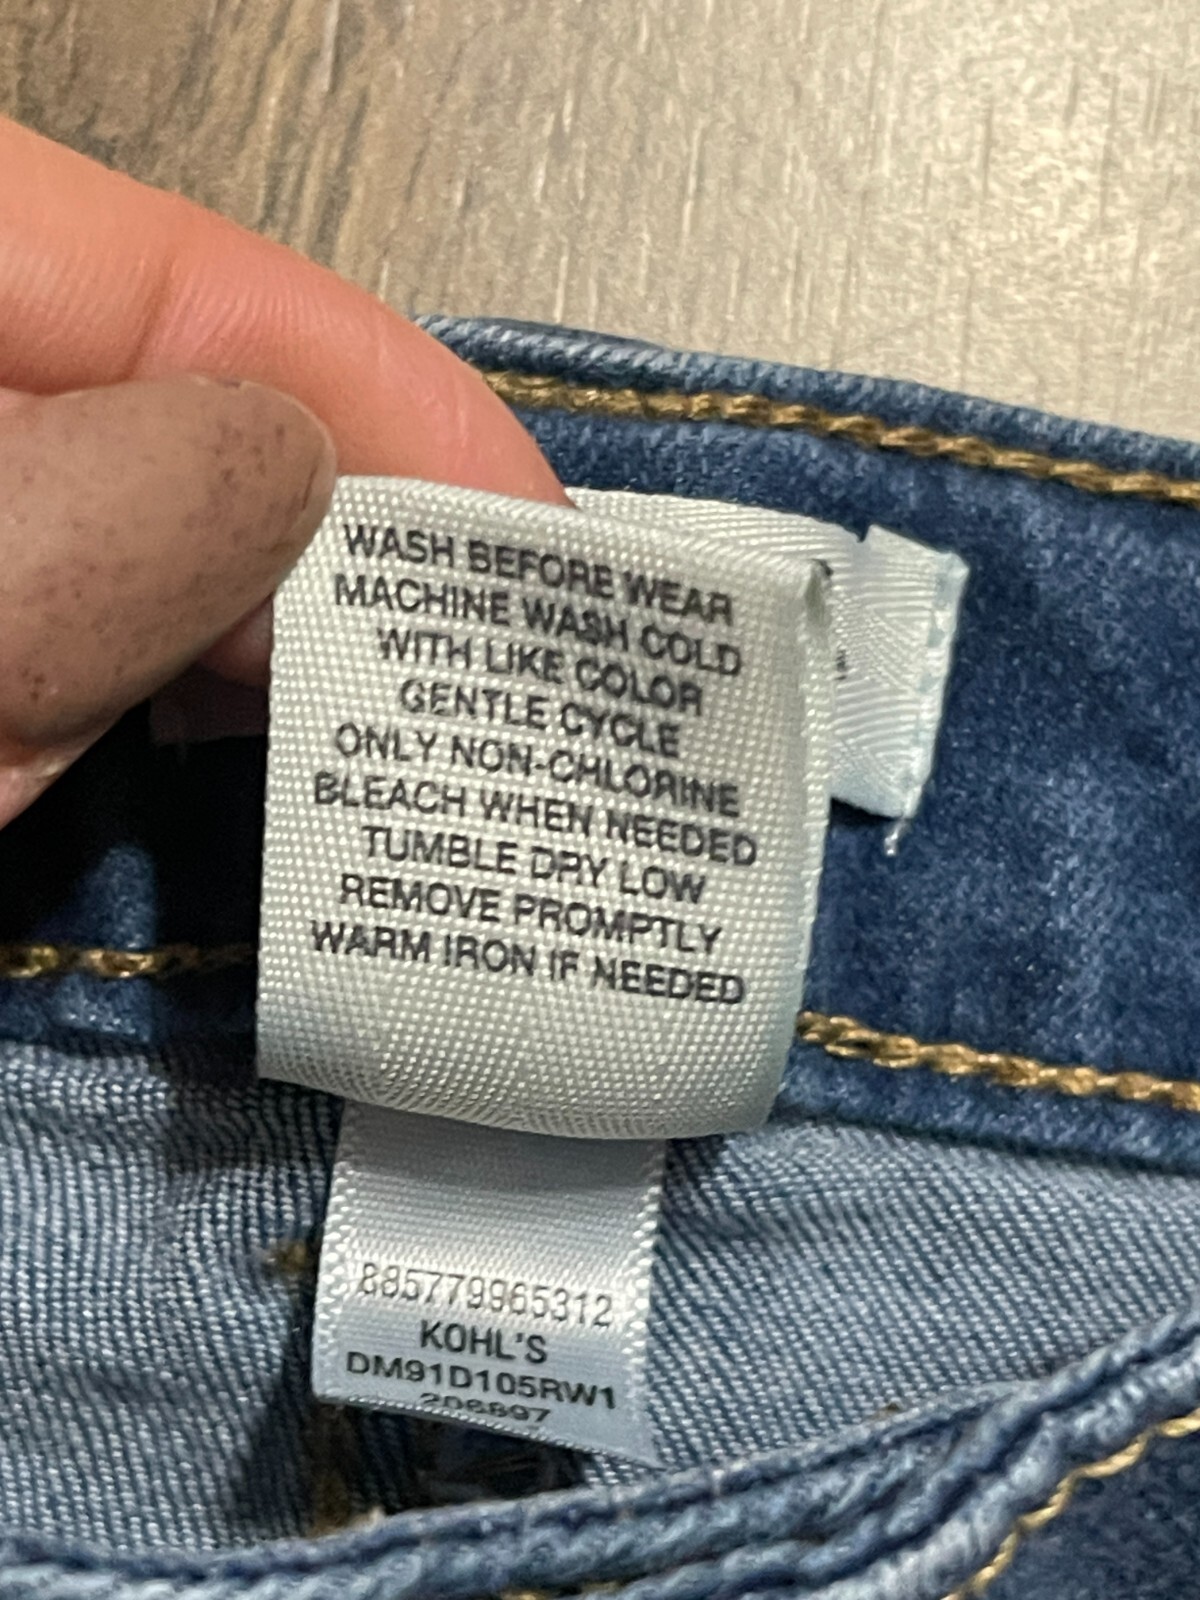 WASH BEFORE WEAR
MACHINE WASH COLD
WITH LIKE COLOR
GENTLE CYCLE
ONLY NON-CHLORINE
BLEACH WHEN NEEDED
TUMBLE DRY LOW
REMOVE PROMPTLY
WARM IRON IF NEEDED
885779965312
KOHL'S
DM91D105RW1
206897